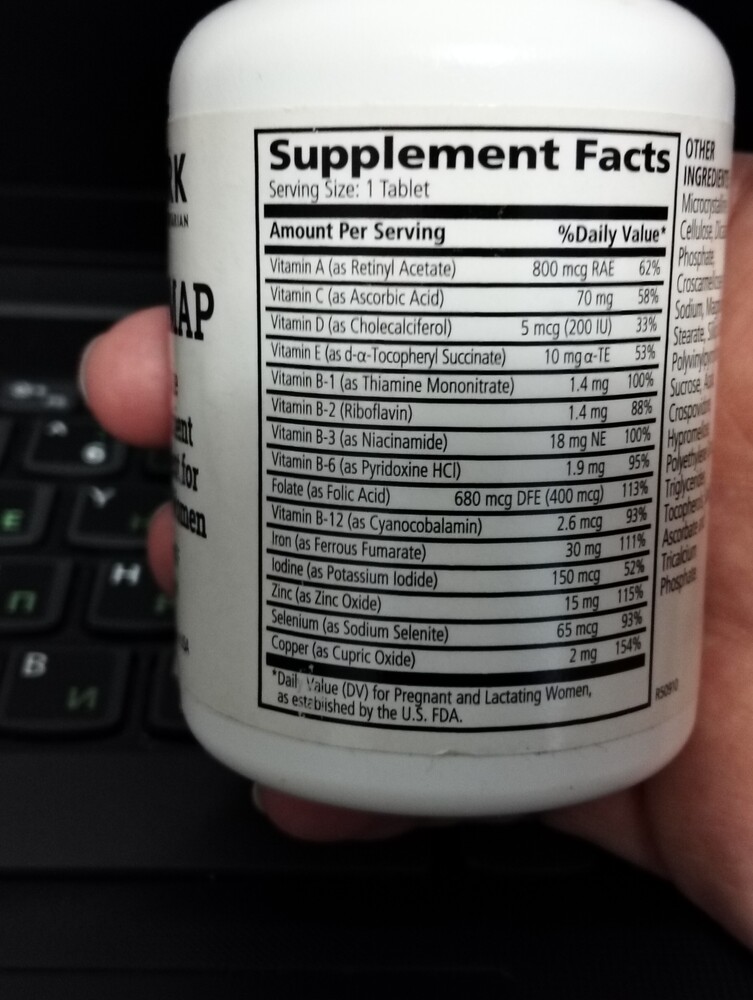 Supplement Facts
Serving Size: 1 Tablet
Amount Per Serving %Daily Value*
Vitamin A (as Retinyl Acetate) 800 mcg RAE 62%
Vitamin C (as Ascorbic Acid) 70 mg 58%
Vitamin D (as Cholecalciferol) 5 mcg (200 IU) 33%
Vitamin E (as d-α-Tocopheryl Succinate) 10 mg α-TE 53%
Vitamin B-1 (as Thiamine Mononitrate) 1.4 mg 100%
Vitamin B-2 (Riboflavin) 1.4 mg 88%
Vitamin B-3 (as Niacinamide) 18 mg NE 100%
Vitamin B-6 (as Pyridoxine HCl) 1.9 mg 95%
Folate (as Folic Acid) 680 mcg DFE (400 mcg) 113%
Vitamin B-12 (as Cyanocobalamin) 2.6 mcg 93%
Iron (as Ferrous Fumarate) 30 mg 111%
Iodine (as Potassium Iodide) 150 mcg 52%
Zinc (as Zinc Oxide) 15 mg 115%
Selenium (as Sodium Selenite) 65 mcg 93%
Copper (as Cupric Oxide) 2 mg 154%
*Daily Value (DV) for Pregnant and Lactating Women,
as established by the U.S. FDA.
OTHER
Phosphate,
Sodium,
Stearate,
Sucrose,
Tricalcium
Phosphate
RS0910
В
И
Н
П
У
Е